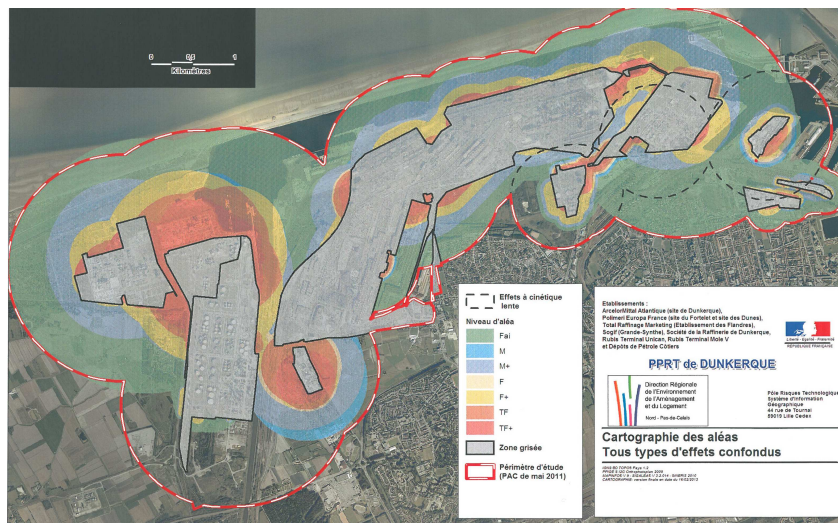 0 0,5 1
Kilomètres
Effets à cinétique
lente
Niveau d'aléa
Fai
M
M+
F
F+
TF
TF+
Zone grisée
Périmètre d'étude
(PAC de mai 2011)
Etablissements :
ArcelorMittal Atlantique (site de Dunkerque),
Polimeri Europa France (site du Fortelet et site des Dunes),
Total Raffinage Marketing (Etablissement des Flandres),
Sogif (Grande-Synthe), Société de la Raffinerie de Dunkerque,
Rubis Terminal Unican, Rubis Terminal Mole V
et Dépôts de Pétrole Côtiers
Liberté • Égalité • Fraternité
RÉPUBLIQUE FRANÇAISE
PPRT de DUNKERQUE
Direction Régionale
de l'Environnement
de l'Aménagement
et du Logement
Nord - Pas-de-Calais
Pôle Risques Technologique
Système d'Information
Géographique
44 rue de Tournai
59019 Lille Cedex
Cartographie des aléas
Tous types d'effets confondus